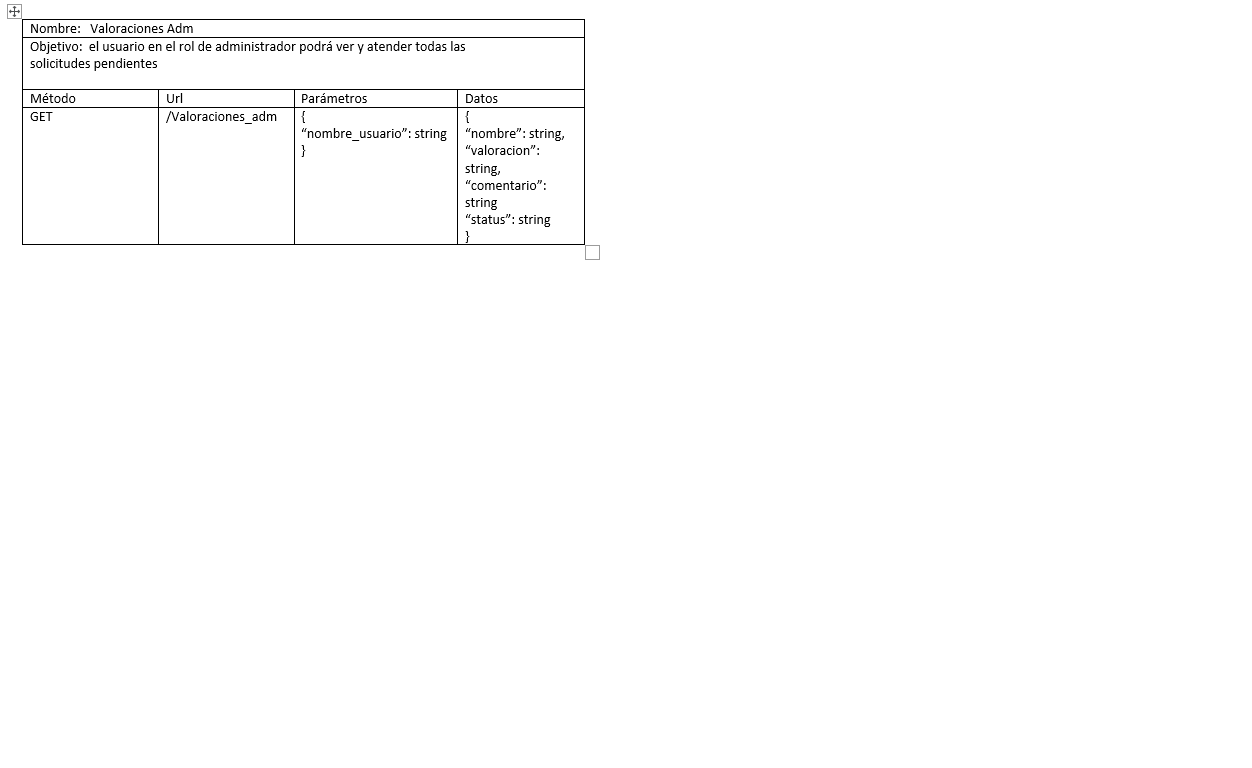 Nombre:   Valoraciones Adm
Objetivo:  el usuario en el rol de administrador podrá ver y atender todas las
solicitudes pendientes
Método
Url
Parámetros
Datos
GET
/Valoraciones_adm
{
“nombre_usuario”: string
}
{
“nombre”: string,
“valoracion”:
string,
“comentario”:
string
“status”: string
}